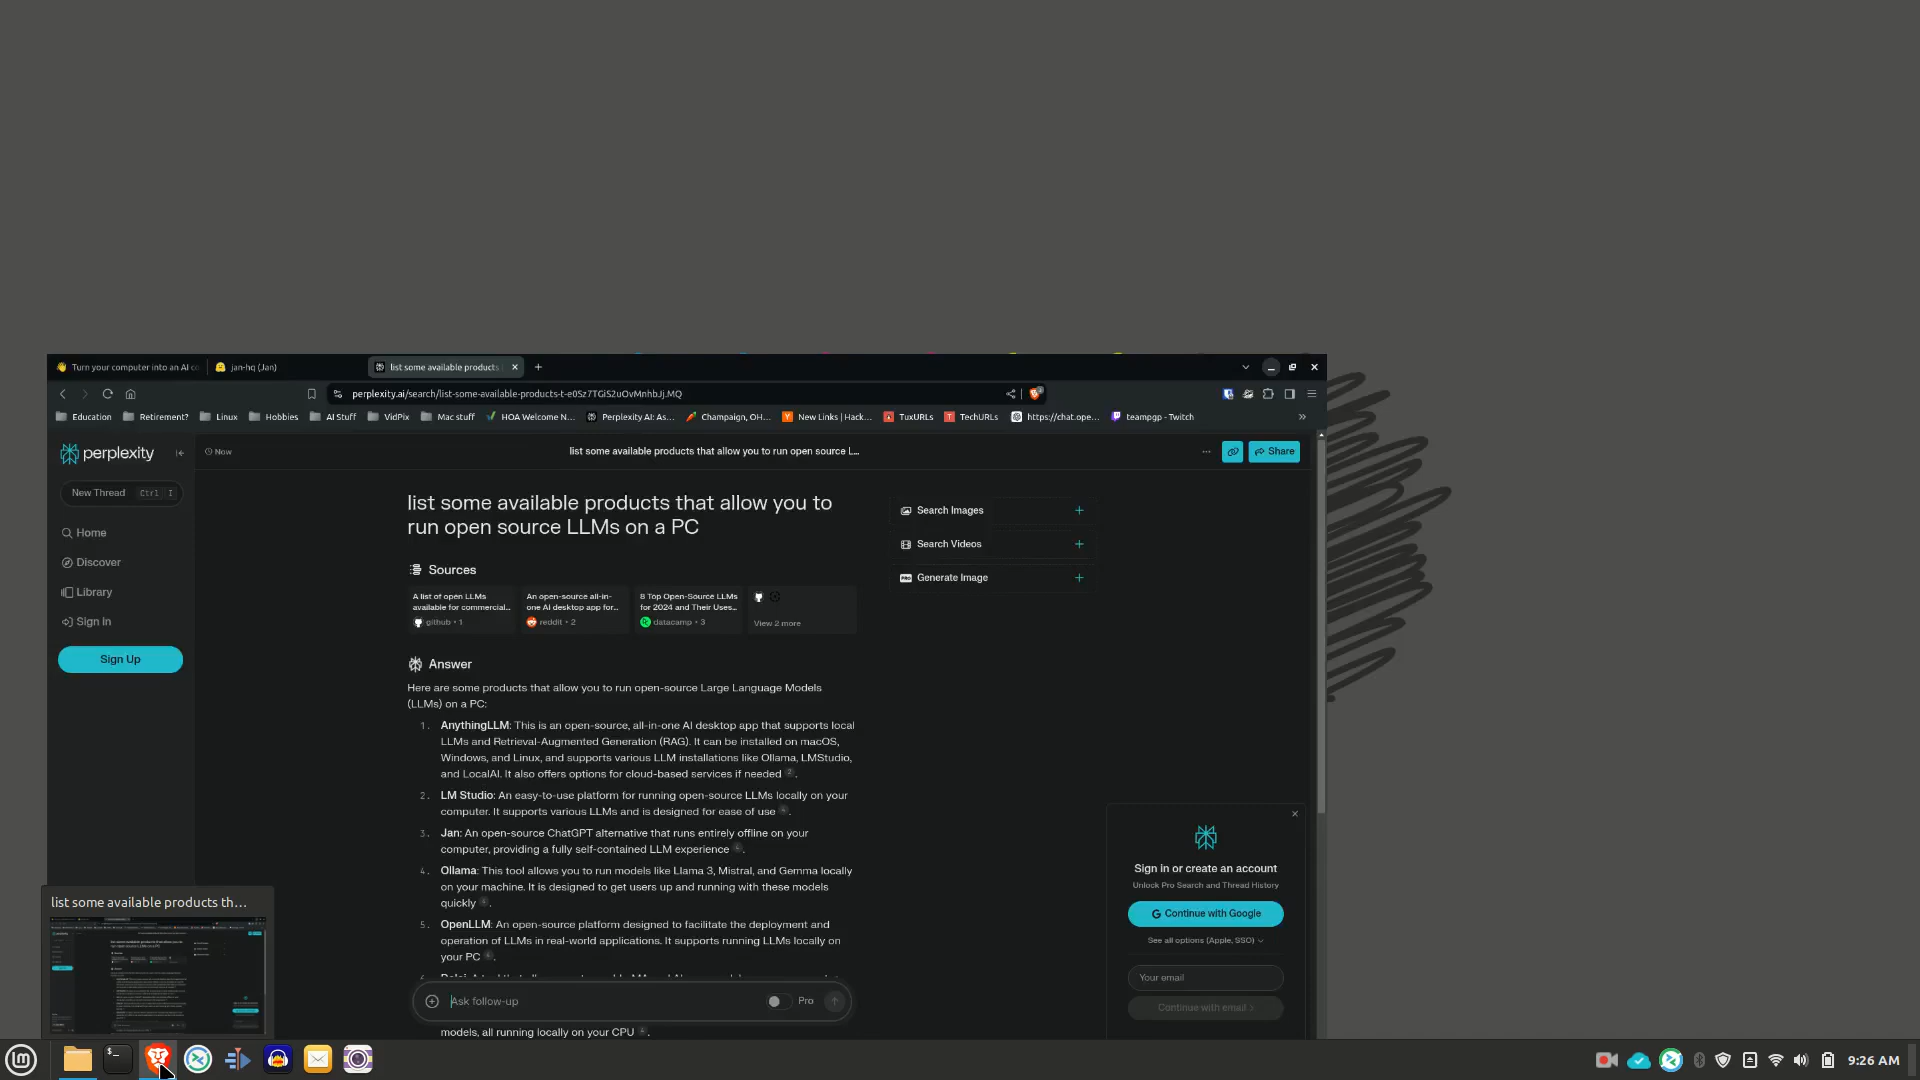 Turn your computer into an AI co
jan-hq (Jan)
list some available products
perplexity.ai/search/list-some-available-products-t-e0Sz7TGiS2uOvMnhbJj.MQ
Education
Retirement?
Linux
Hobbies
AI Stuff
VidPix
Mac stuff
HOA Welcome N...
Perplexity AI: As...
Champaign, OH...
New Links | Hack...
TuxURLs
TechURLs
https://chat.ope...
teampgp - Twitch
perplexity
Now
list some available products that allow you to run open source L...
Share
New Thread Ctrl I
Home
Discover
Library
Sign In
Sign Up
list some available products that allow you to
run open source LLMs on a PC
Search Images
Search Videos
PRO Generate Image
Sources
A list of open LLMs
available for commercial...
github • 1
An open-source all-in-
one AI desktop app for...
reddit • 2
8 Top Open-Source LLMs
for 2024 and Their Uses...
datacamp • 3
View 2 more
Answer
Here are some products that allow you to run open-source Large Language Models
(LLMs) on a PC:
1. AnythingLLM: This is an open-source, all-in-one AI desktop app that supports local
LLMs and Retrieval-Augmented Generation (RAG). It can be installed on macOS,
Windows, and Linux, and supports various LLM installations like Ollama, LMStudio,
and LocalAI. It also offers options for cloud-based services if needed 2.
2. LM Studio: An easy-to-use platform for running open-source LLMs locally on your
computer. It supports various LLMs and is designed for ease of use .
3. Jan: An open-source ChatGPT alternative that runs entirely offline on your
computer, providing a fully self-contained LLM experience .
4. Ollama: This tool allows you to run models like Llama 3, Mistral, and Gemma locally
on your machine. It is designed to get users up and running with these models
quickly .
5. OpenLLM: An open-source platform designed to facilitate the deployment and
operation of LLMs in real-world applications. It supports running LLMs locally on
your PC .
Ask follow-up
Pro
models, all running locally on your CPU .
Sign in or create an account
Unlock Pro Search and Thread History
Continue with Google
See all options (Apple, SSO)
Your email
Continue with email >
list some available products th...
lm
9:26 AM